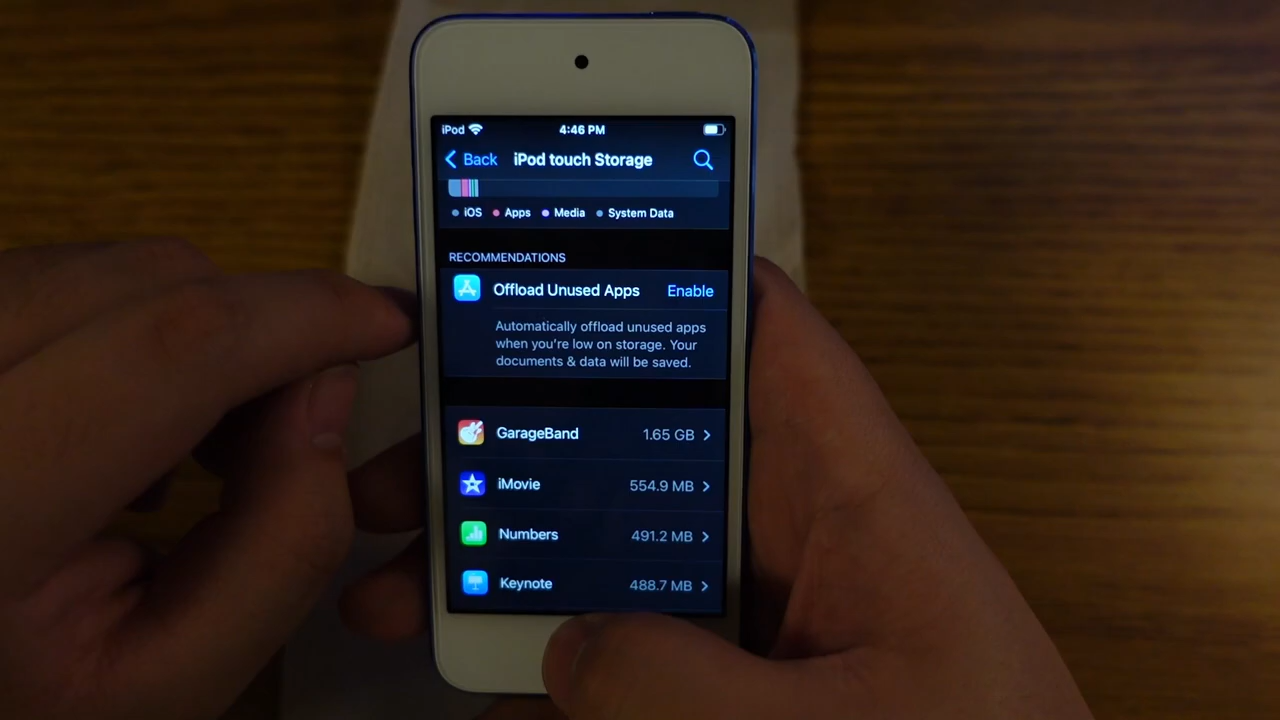 iPod 4:46 PM
Back iPod touch Storage
iOS Apps Media System Data
RECOMMENDATIONS
Offload Unused Apps Enable
Automatically offload unused apps
when you're low on storage. Your
documents & data will be saved.
GarageBand 1.65 GB
iMovie 554.9 MB
Numbers 491.2 MB
Keynote 488.7 MB